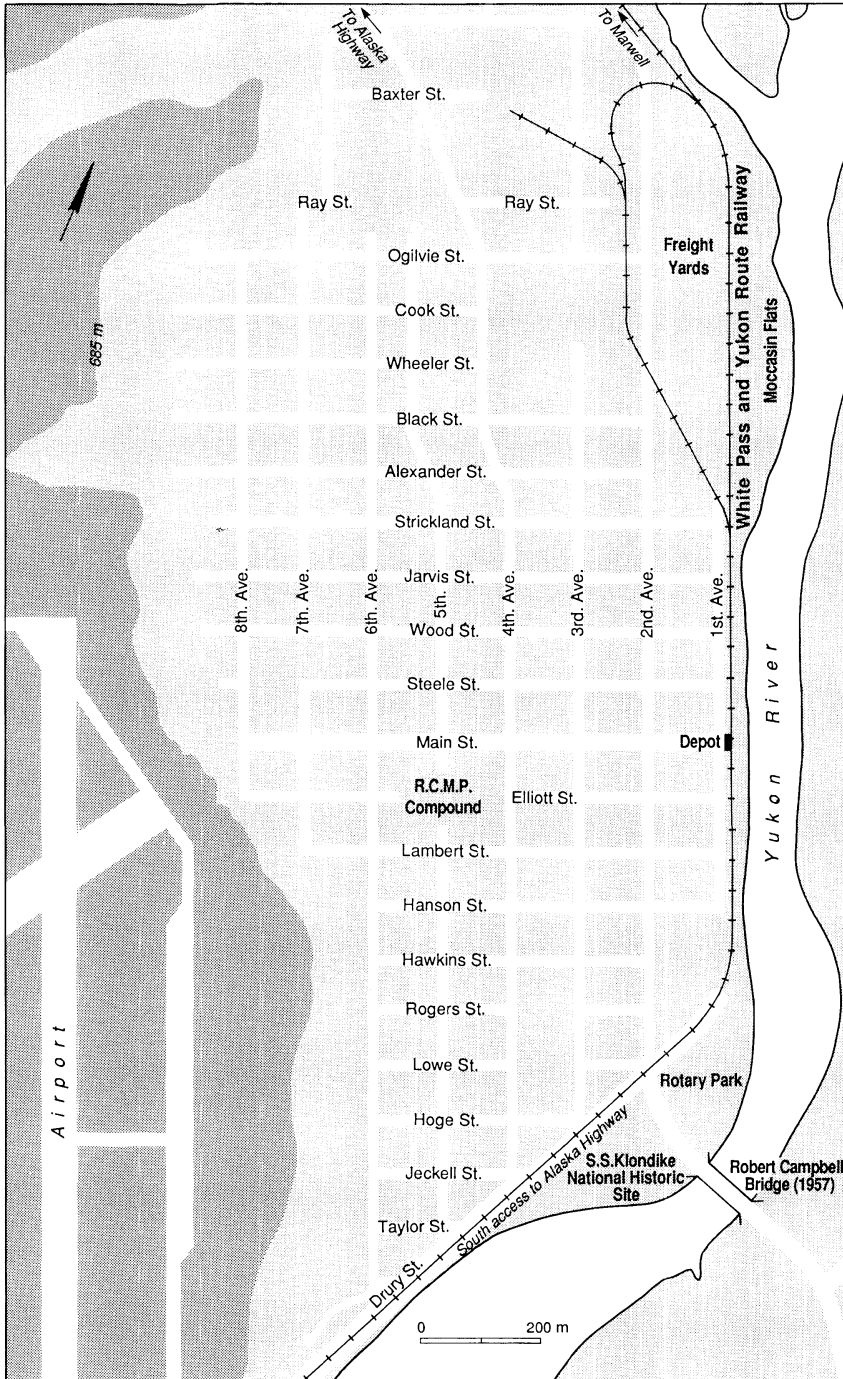 To Alaska
Highway
To Marwell
Baxter St.
Ray St.
Ray St.
Ogilvie St.
Freight
Yards
White Pass and Yukon Route Railway
Moccasin Flats
685 m
Cook St.
Wheeler St.
Black St.
Alexander St.
Strickland St.
Jarvis St.
8th. Ave.
7th. Ave.
6th. Ave.
5th. Ave.
4th. Ave.
3rd. Ave.
2nd. Ave.
1st. Ave.
Wood St.
Steele St.
Main St.
Depot
Yukon River
R.C.M.P.
Compound
Elliott St.
Lambert St.
Hanson St.
Hawkins St.
Rogers St.
Airport
Lowe St.
Rotary Park
Hoge St.
South access to Alaska Highway
S.S.Klondike
National Historic
Site
Robert Campbell
Bridge (1957)
Jeckell St.
Taylor St.
Drury St.
0 200 m